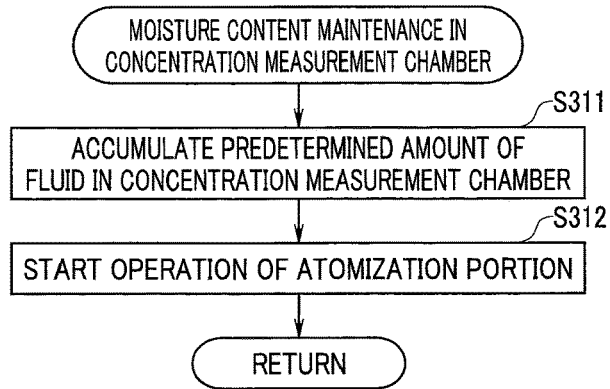 MOISTURE CONTENT MAINTENANCE IN
CONCENTRATION MEASUREMENT CHAMBER
S311
ACCUMULATE PREDETERMINED AMOUNT OF
FLUID IN CONCENTRATION MEASUREMENT CHAMBER
S312
START OPERATION OF ATOMIZATION PORTION
RETURN